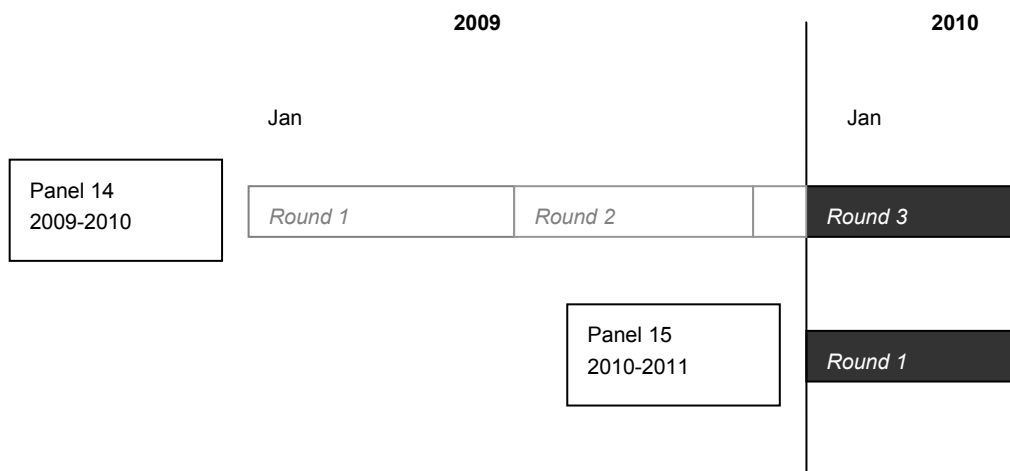 2009
2010
Jan
Jan
Panel 14
2009-2010
Round 1
Round 2
Round 3
Panel 15
2010-2011
Round 1